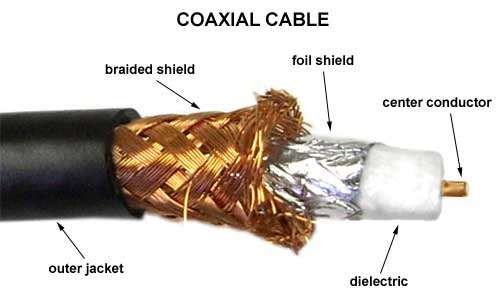 COAXIAL CABLE
foil shield
braided shield
center conductor
outer jacket
dielectric